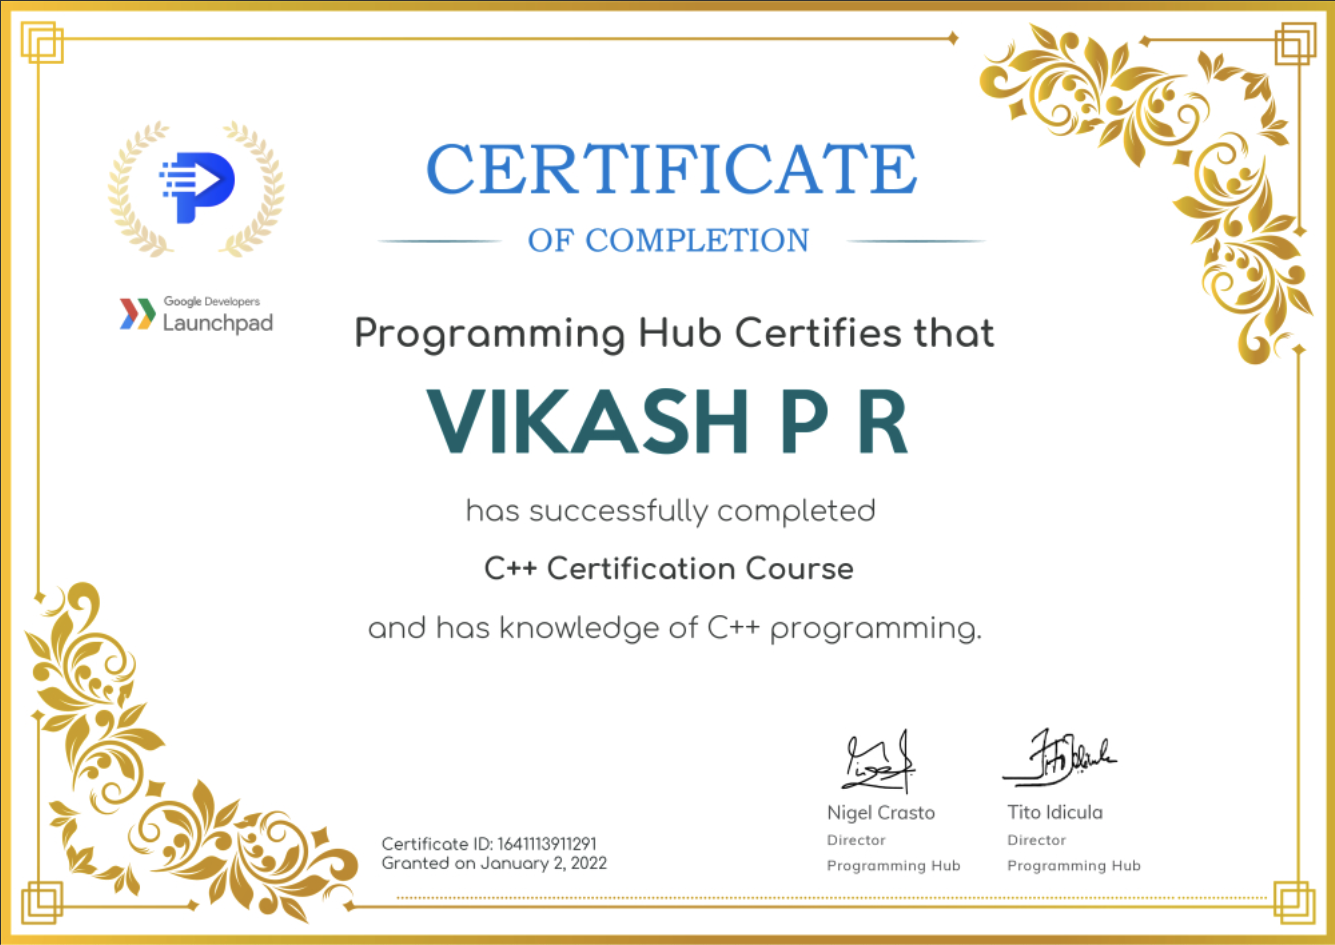 CERTIFICATE
OF COMPLETION
Google Developers
Launchpad
Programming Hub Certifies that
VIKASH P R
has successfully completed
C++ Certification Course
and has knowledge of C++ programming.
Nigel Crasto
Director
Programming Hub
Tito Idicula
Director
Programming Hub
Certificate ID: 1641113911291
Granted on January 2, 2022